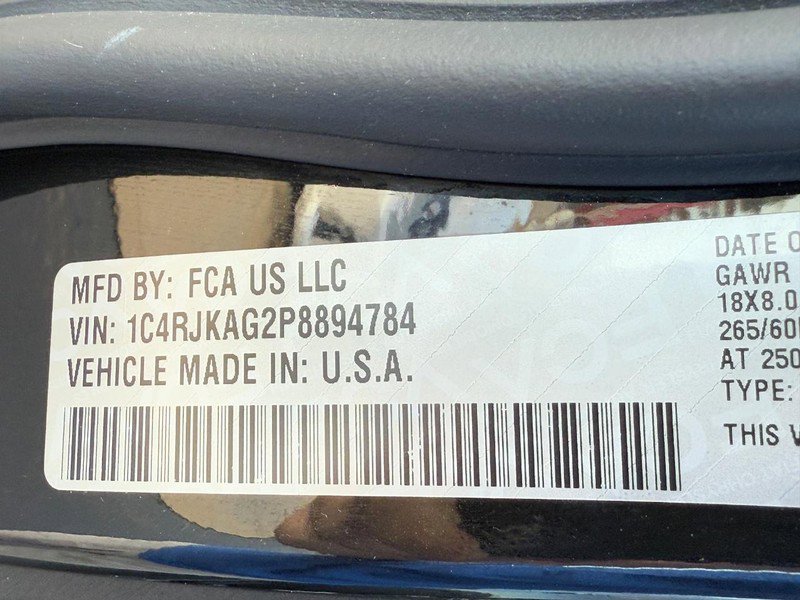 MFD BY: FCA US LLC
VIN: 1C4RJKAG2P8894784
VEHICLE MADE IN: U.S.A.
DATE O
GAWR
18X8.0
265/60
AT 250
TYPE:
THIS V